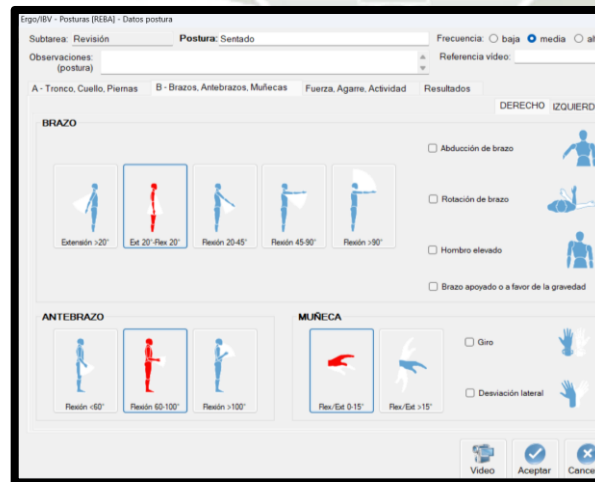 Ergo/IBV - Posturas [REBA] - Datos postura
Subtarea: Revisión Postura: Sentado Frecuencia: baja media
Observaciones: (postura) Referencia vídeo:
A - Tronco, Cuello, Piernas B - Brazos, Antebrazos, Muñecas Fuerza, Agarre, Actividad Resultados
DERECHO IZQUIERD
BRAZO
Abducción de brazo
Rotación de brazo
Hombro elevado
Extensión >20° Ext 20°-Flex 20° Flexión 20-45° Flexión 45-90° Flexión >90°
Brazo apoyado o a favor de la gravedad
ANTEBRAZO MUÑECA
Giro
Desviación lateral
Flexión <60° Flexión 60-100° Flexión >100° Flex/Ext 0-15° Flex/Ext >15°
Video Aceptar Cance